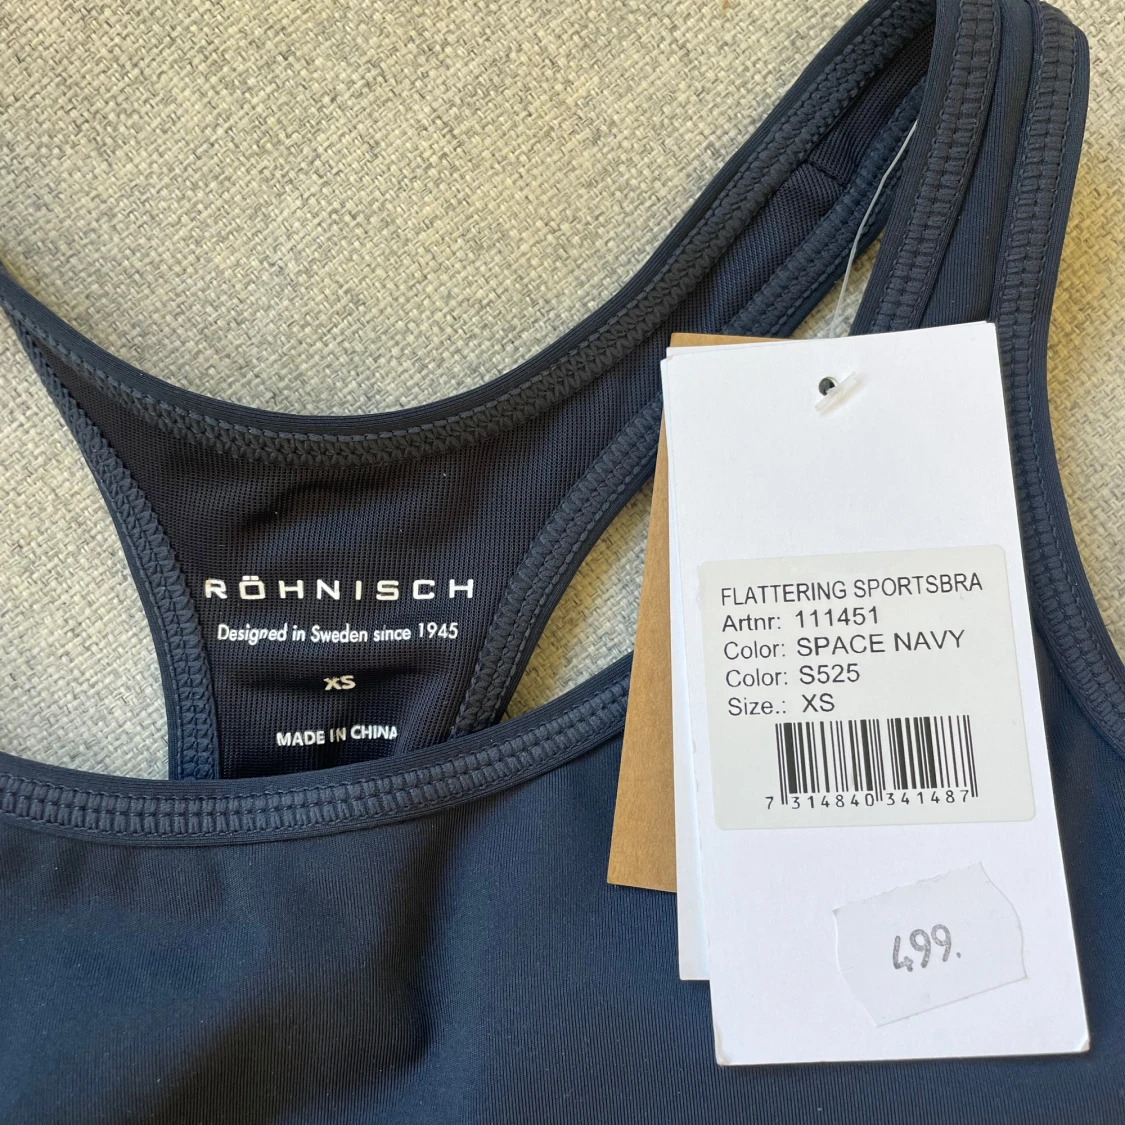 RÖHNISCH
Designed in Sweden since 1945
XS
MADE IN CHINA
FLATTERING SPORTSBRA
Artnr: 111451
Color: SPACE NAVY
Color: S525
Size.: XS
7 314840 341487
499.